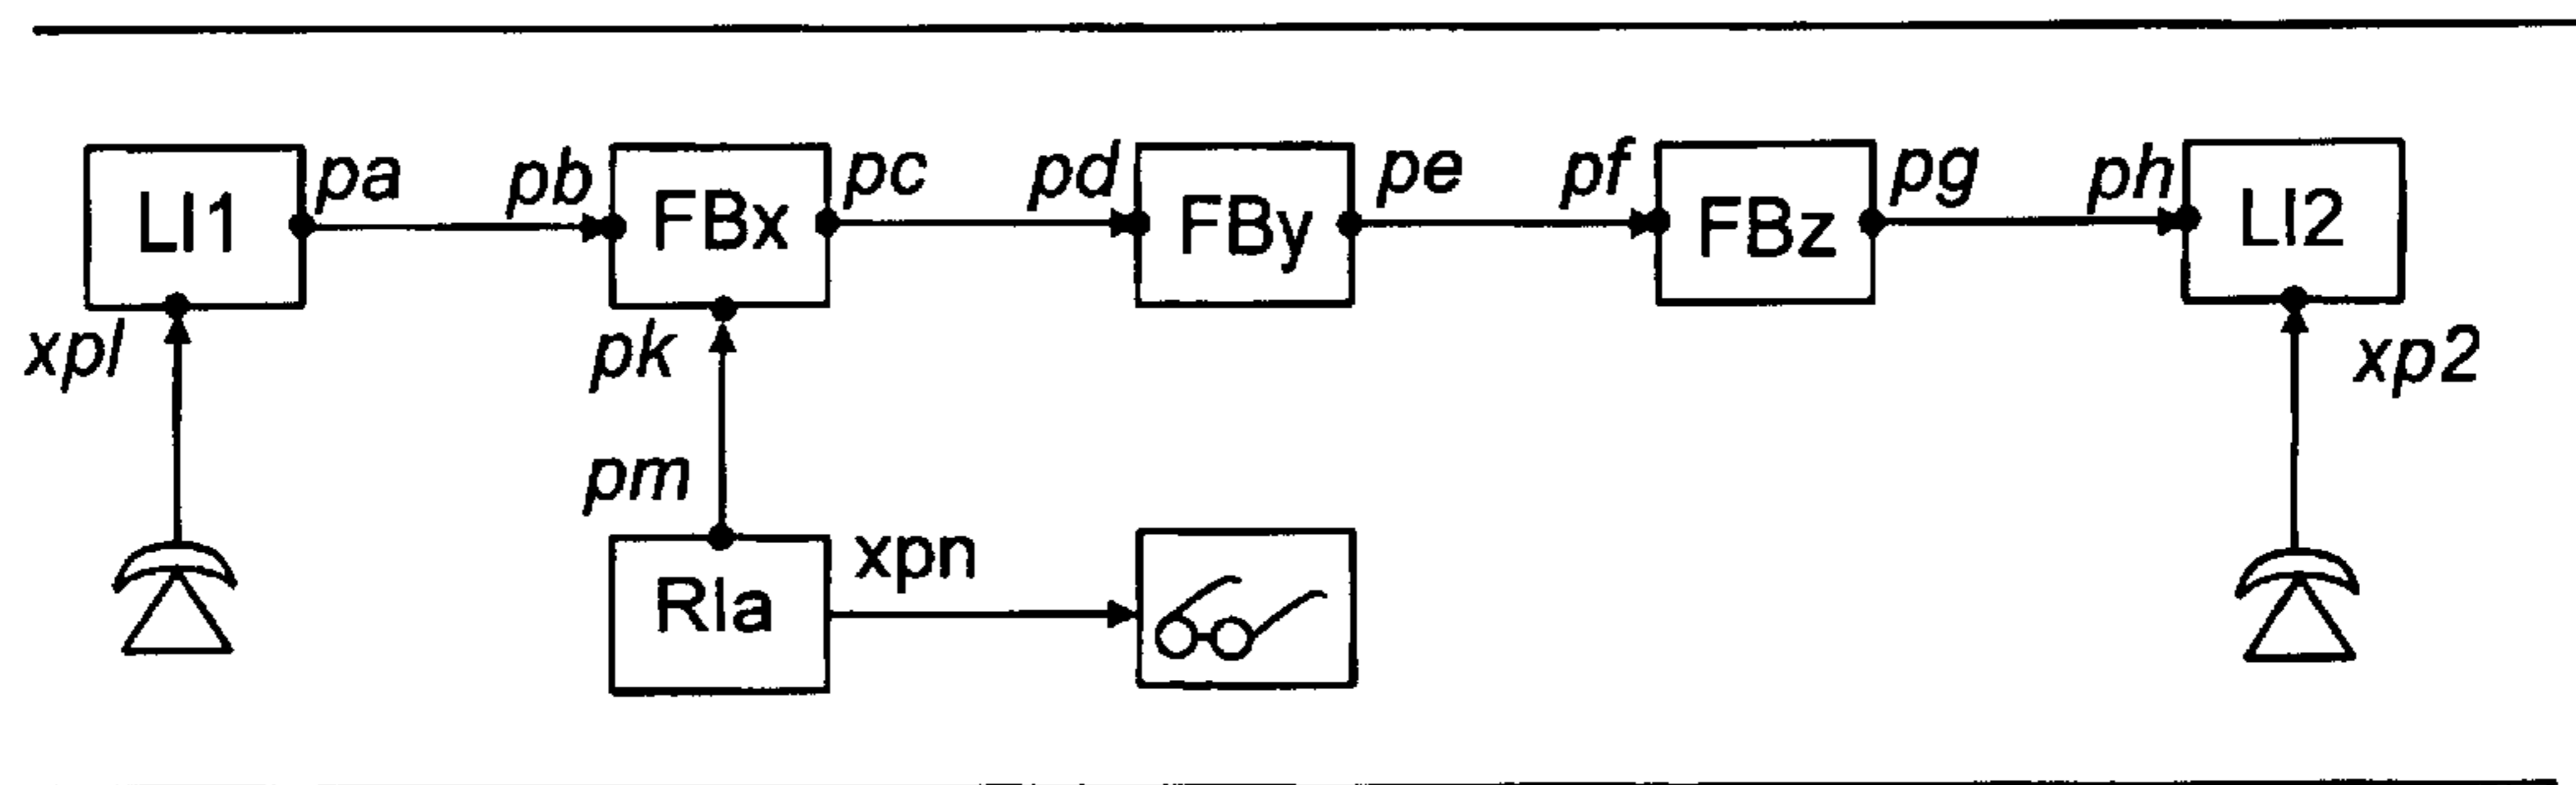 LI1 pa pb FBx pc pd FBy pe pf FBz pg ph LI2
xpl pk xp2
pm
RIa xpn